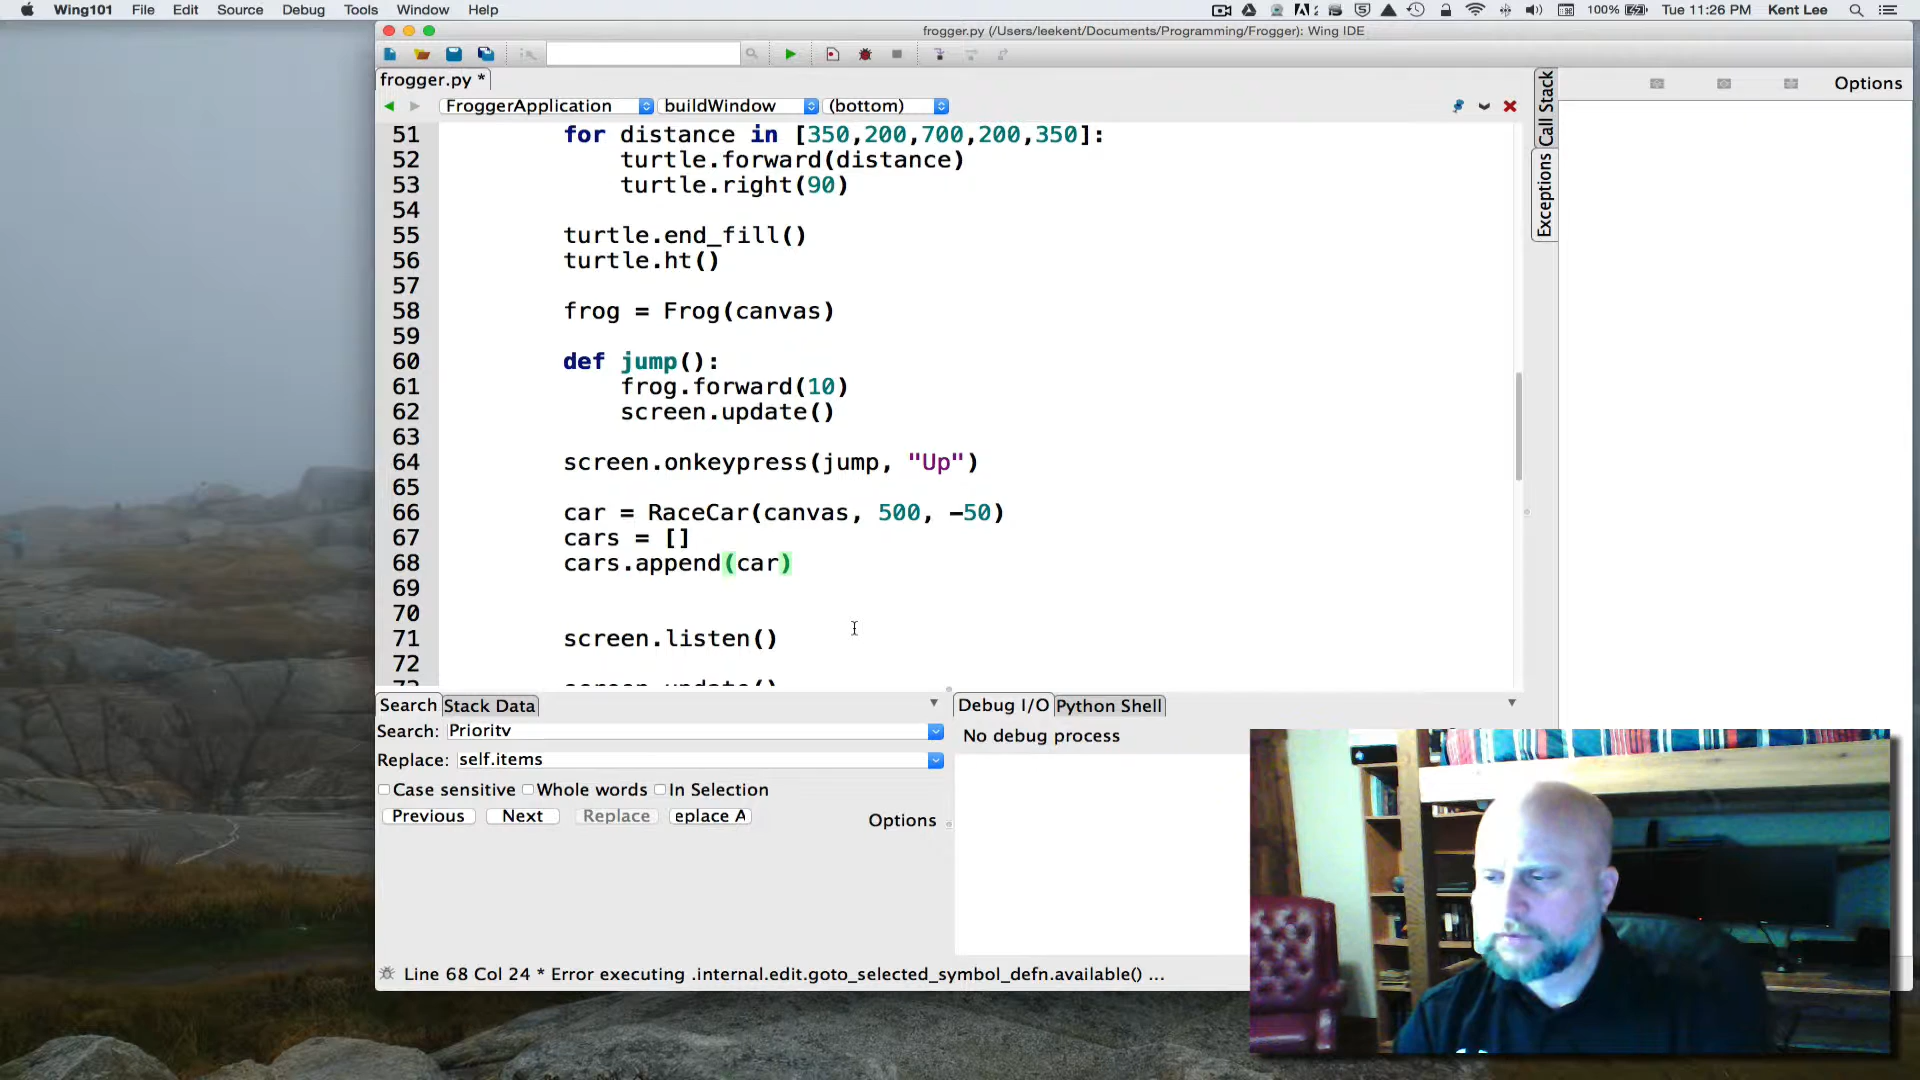 Wing101 File Edit Source Debug Tools Window Help 100% Tue 11:26 PM Kent Lee
frogger.py (/Users/leekent/Documents/Programming/Frogger): Wing IDE
frogger.py *
Options
FroggerApplication buildWindow (bottom)
Call Stack
Exceptions
51 for distance in [350,200,700,200,350]:
52 turtle.forward(distance)
53 turtle.right(90)
54
55 turtle.end_fill()
56 turtle.ht()
57
58 frog = Frog(canvas)
59
60 def jump():
61 frog.forward(10)
62 screen.update()
63
64 screen.onkeypress(jump, "Up")
65
66 car = RaceCar(canvas, 500, -50)
67 cars = []
68 cars.append(car)
69
70
71 screen.listen()
72
Search Stack Data
Debug I/O Python Shell
Search: Priority
No debug process
Replace: self.items
Case sensitive Whole words In Selection
Previous Next Replace eplace A
Options
Line 68 Col 24 * Error executing .internal.edit.goto_selected_symbol_defn.available() ...